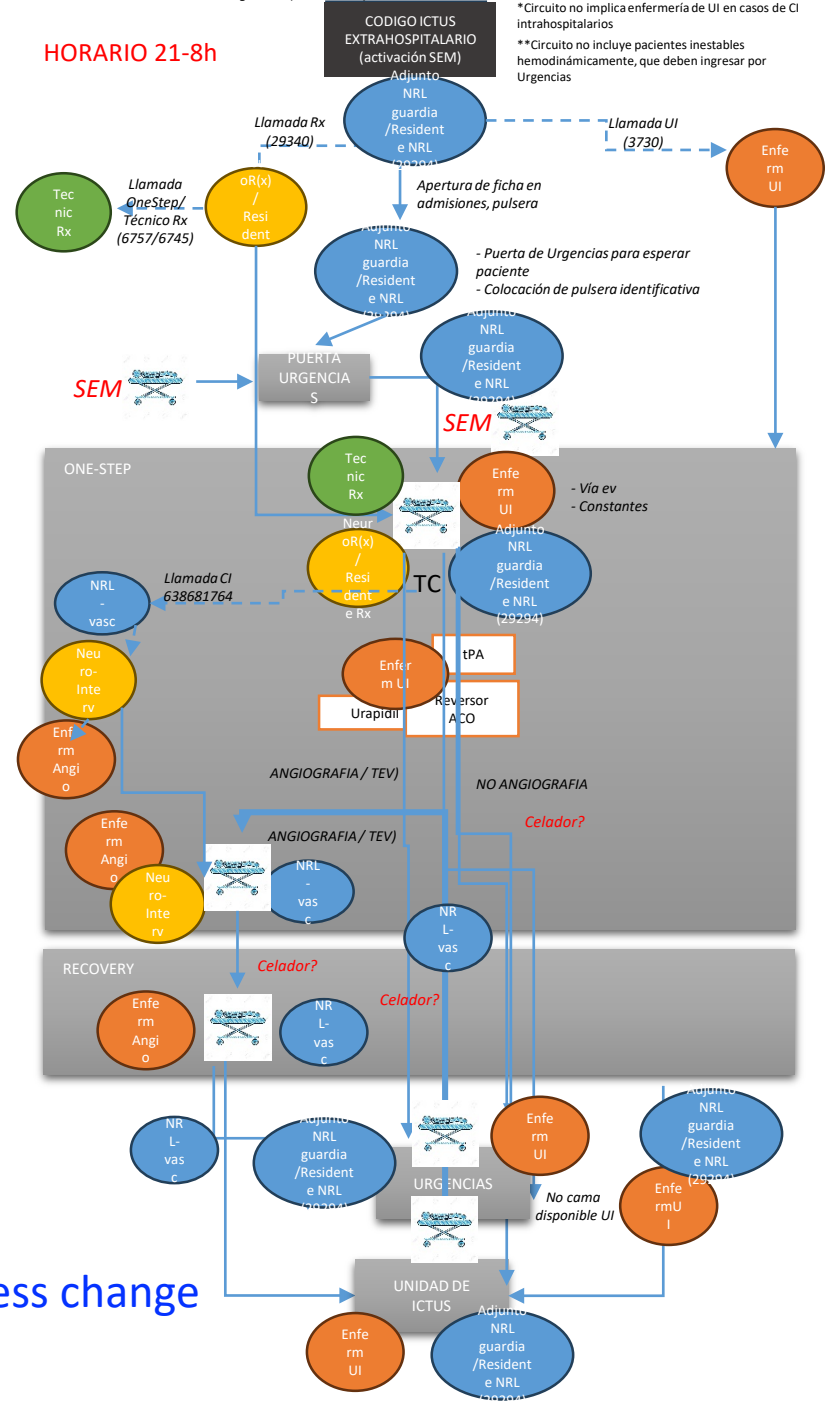 CODIGO ICTUS
EXTRAHOSPITALARIO
(activación SEM)
*Circuito no implica enfermería de UI en casos de CI
intrahospitalarios
**Circuito no incluye pacientes inestables
hemodinámicamente, que deben ingresar por
Urgencias
HORARIO 21-8h
Adjunto
NRL
guardia
/Resident
e NRL
(29294)
Llamada Rx
(29340)
Llamada UI
(3730)
Enfe
rm
UI
Tec
nic
Rx
Llamada
OneStep/
Técnico Rx
(6757/6745)
oR(x)
/
Resi
dent
Apertura de ficha en
admisiones, pulsera
Adjunto
NRL
guardia
/Resident
e NRL
(29294)
- Puerta de Urgencias para esperar
paciente
- Colocación de pulsera identificativa
Adjunto
NRL
guardia
/Resident
e NRL
(29294)
PUERTA
URGENCIA
S
SEM
SEM
ONE-STEP
Tec
nic
Rx
Enfe
rm
UI
- Vía ev
- Constantes
Neur
oR(x)
/
Resi
dent
e Rx
TC
Adjunto
NRL
guardia
/Resident
e NRL
(29294)
Llamada CI
638681764
NRL
-
vasc
Neu
ro-
Inte
rv
Enf
rm
Angi
o
Enfer
m UI
tPA
Urapidil
Reversor
ACO
ANGIOGRAFIA / TEV)
NO ANGIOGRAFIA
Celador?
ANGIOGRAFIA / TEV)
Enfe
rm
Angi
o
Neu
ro-
Inte
rv
NRL
-
vas
c
NR
L-
vas
c
RECOVERY
Celador?
Celador?
Enfe
rm
Angi
o
NR
L-
vas
c
NR
L-
vas
c
Adjunto
NRL
guardia
/Resident
e NRL
(29294)
Enfe
rm
UI
Adjunto
NRL
guardia
/Resident
e NRL
(29294)
URGENCIAS
No cama
disponible UI
Enfe
rmU
I
ess change
UNIDAD DE
ICTUS
Enfe
rm
UI
Adjunto
NRL
guardia
/Resident
e NRL
(29294)